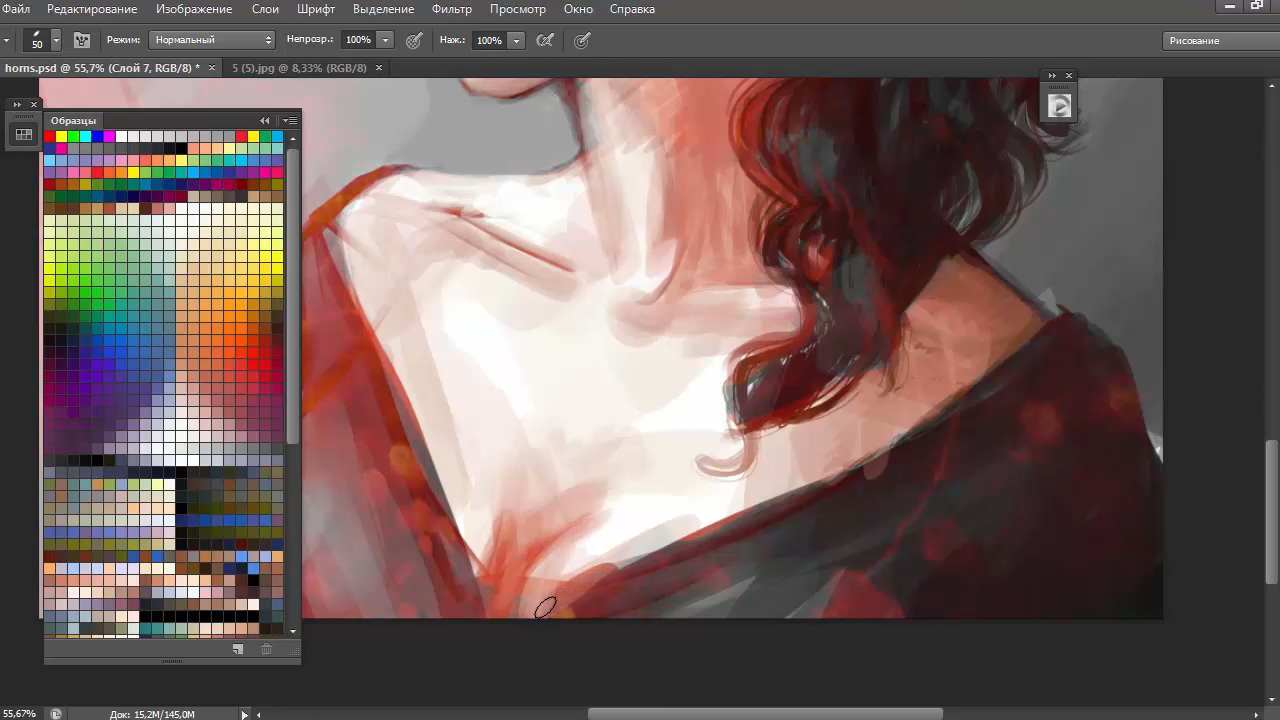 Файл Редактирование Изображение Слои Шрифт Выделение Фильтр Просмотр Окно Справка
50 Режим: Нормальный Непрозр.: 100% Наж.: 100% Рисование
horns.psd @ 55,7% (Слой 7, RGB/8) * × 5 (5).jpg @ 8,33% (RGB/8) ×
Образцы
55,67% Док: 15,2M/145,0M